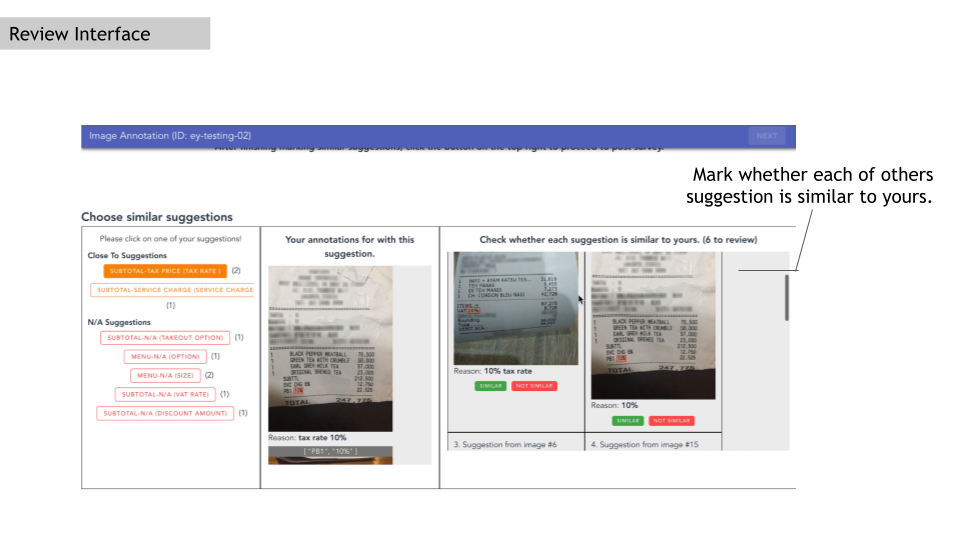 Review Interface
Image Annotation (ID: ey-testing-02)
NEXT
After finishing marking similar suggestions, click the button on the top right to proceed to post survey.
Mark whether each of others
suggestion is similar to yours.
Choose similar suggestions
Please click on one of your suggestions!
Close To Suggestions
SUBTOTAL-TAX PRICE (TAX RATE ) (2)
SUBTOTAL-SERVICE CHARGE (SERVICE CHARGE
(1)
N/A Suggestions
SUBTOTAL-N/A (TAKEOUT OPTION) (1)
MENU-N/A (OPTION) (1)
MENU-N/A (SIZE) (2)
SUBTOTAL-N/A (VAT RATE) (1)
SUBTOTAL-N/A (DISCOUNT AMOUNT) (1)
Your annotations for with this
suggestion.
1 BLACK PEPPER MEATBALL 70,500
GREEN TEA WITH CRUMBLE 38,000
EARL GREY MILK TEA 57,000
1 ORIGINAL BREWED TEA 23,000
SUBTTL 212,500
SVC CHG 6% 12,750
PB1 10% 22,525
TOTAL 247,775
Reason: tax rate 10%
[ "PB1", "10%" ]
Check whether each suggestion is similar to yours. (6 to review)
Reason: 10% tax rate
SIMILAR NOT SIMILAR
1 BLACK PEPPER MEATBALL 70,500
GREEN TEA WITH CRUMBLE 38,000
EARL GREY MILK TEA 57,000
1 ORIGINAL BREWED TEA 23,000
SUBTTL 212,500
SVC CHG 6% 12,750
PB1 10% 22,525
TOTAL 247,775
Reason: 10%
SIMILAR NOT SIMILAR
3. Suggestion from image #6
4. Suggestion from image #15